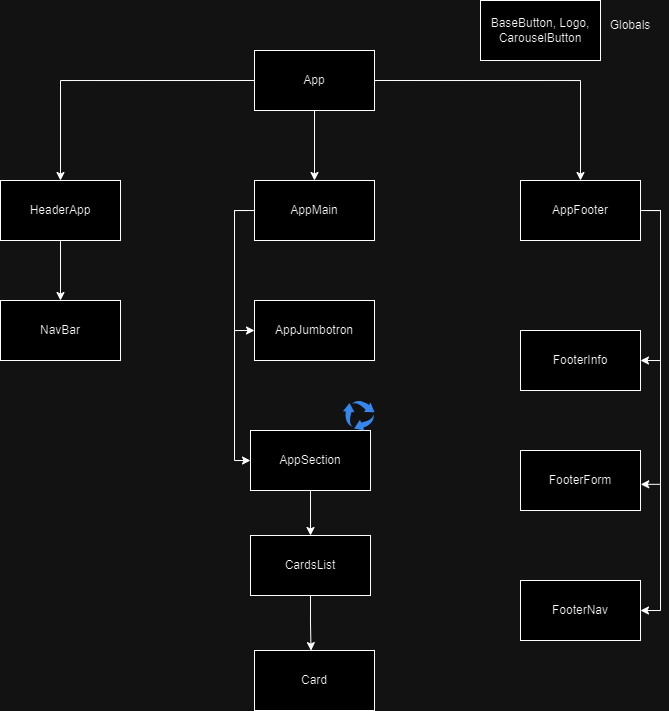 BaseButton, Logo,
CarouselButton
Globals
App
HeaderApp
AppMain
AppFooter
NavBar
AppJumbotron
FooterInfo
AppSection
FooterForm
CardsList
FooterNav
Card